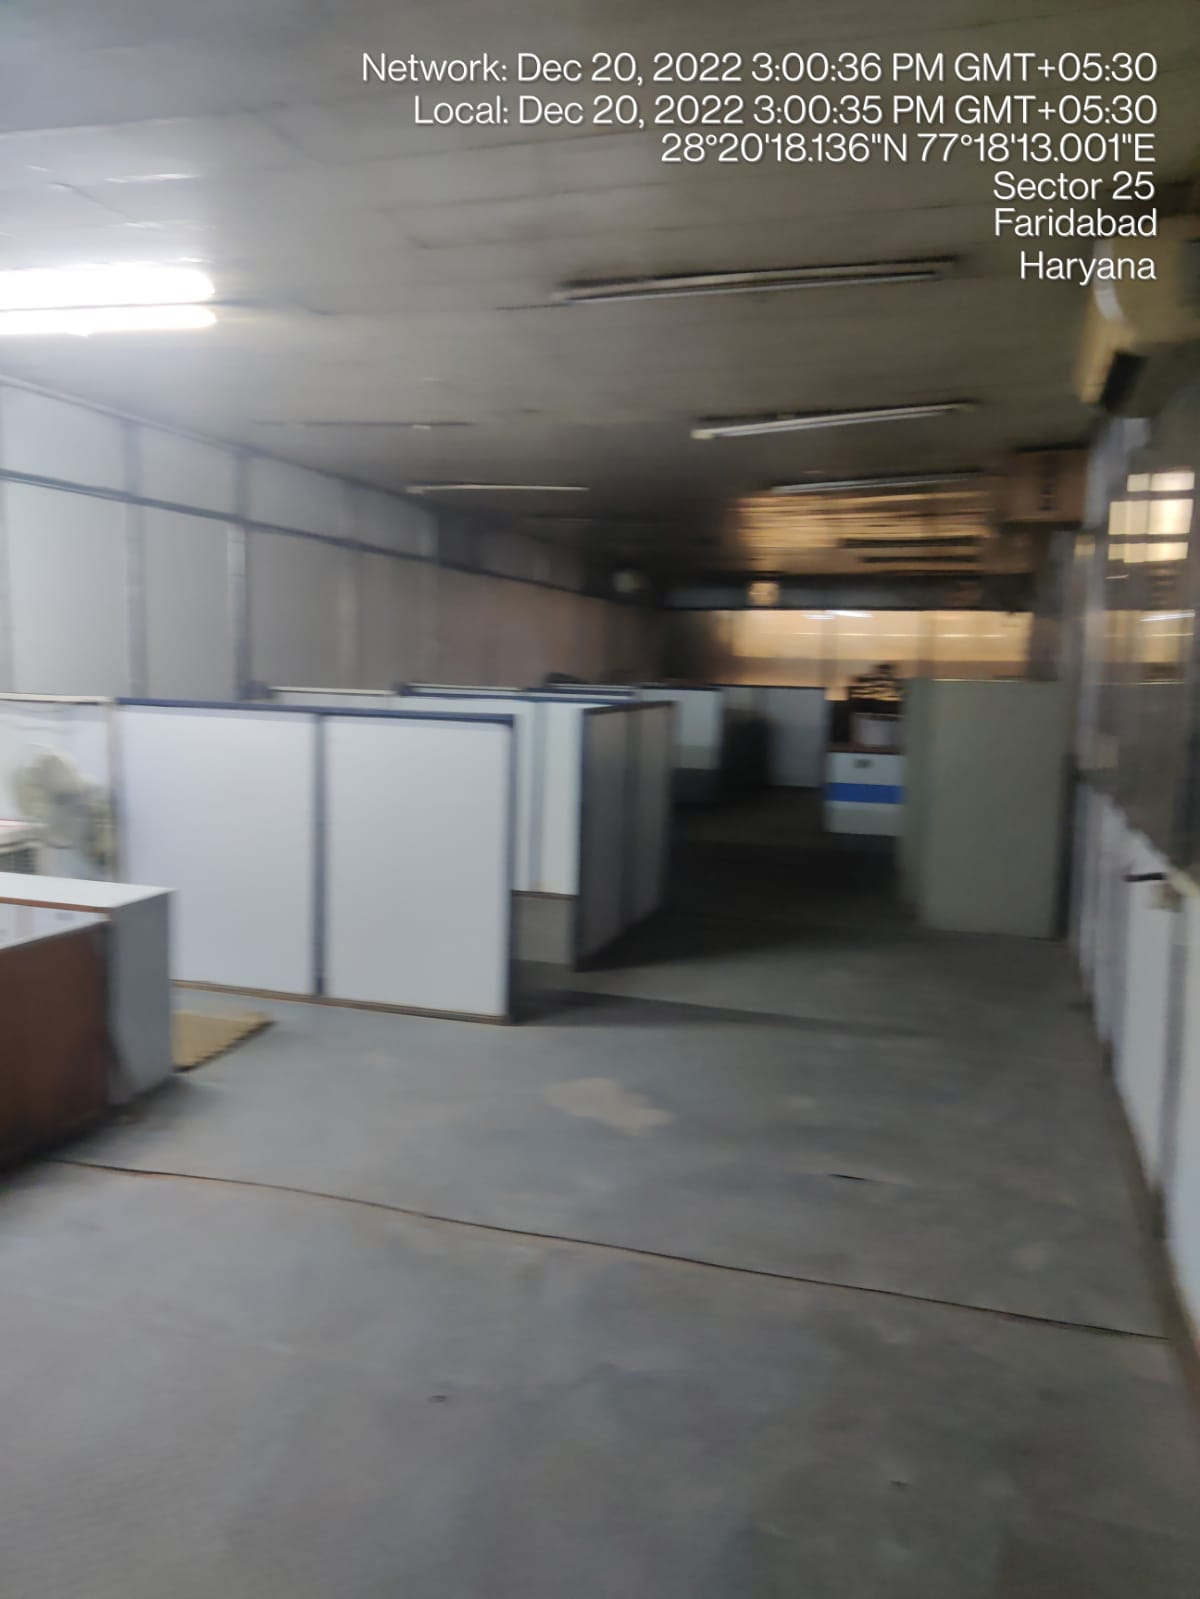 Network: Dec 20, 2022 3:00:36 PM GMT+05:30
Local: Dec 20, 2022 3:00:35 PM GMT+05:30
28°20'18.136"N 77°18'13.001"E
Sector 25
Faridabad
Haryana